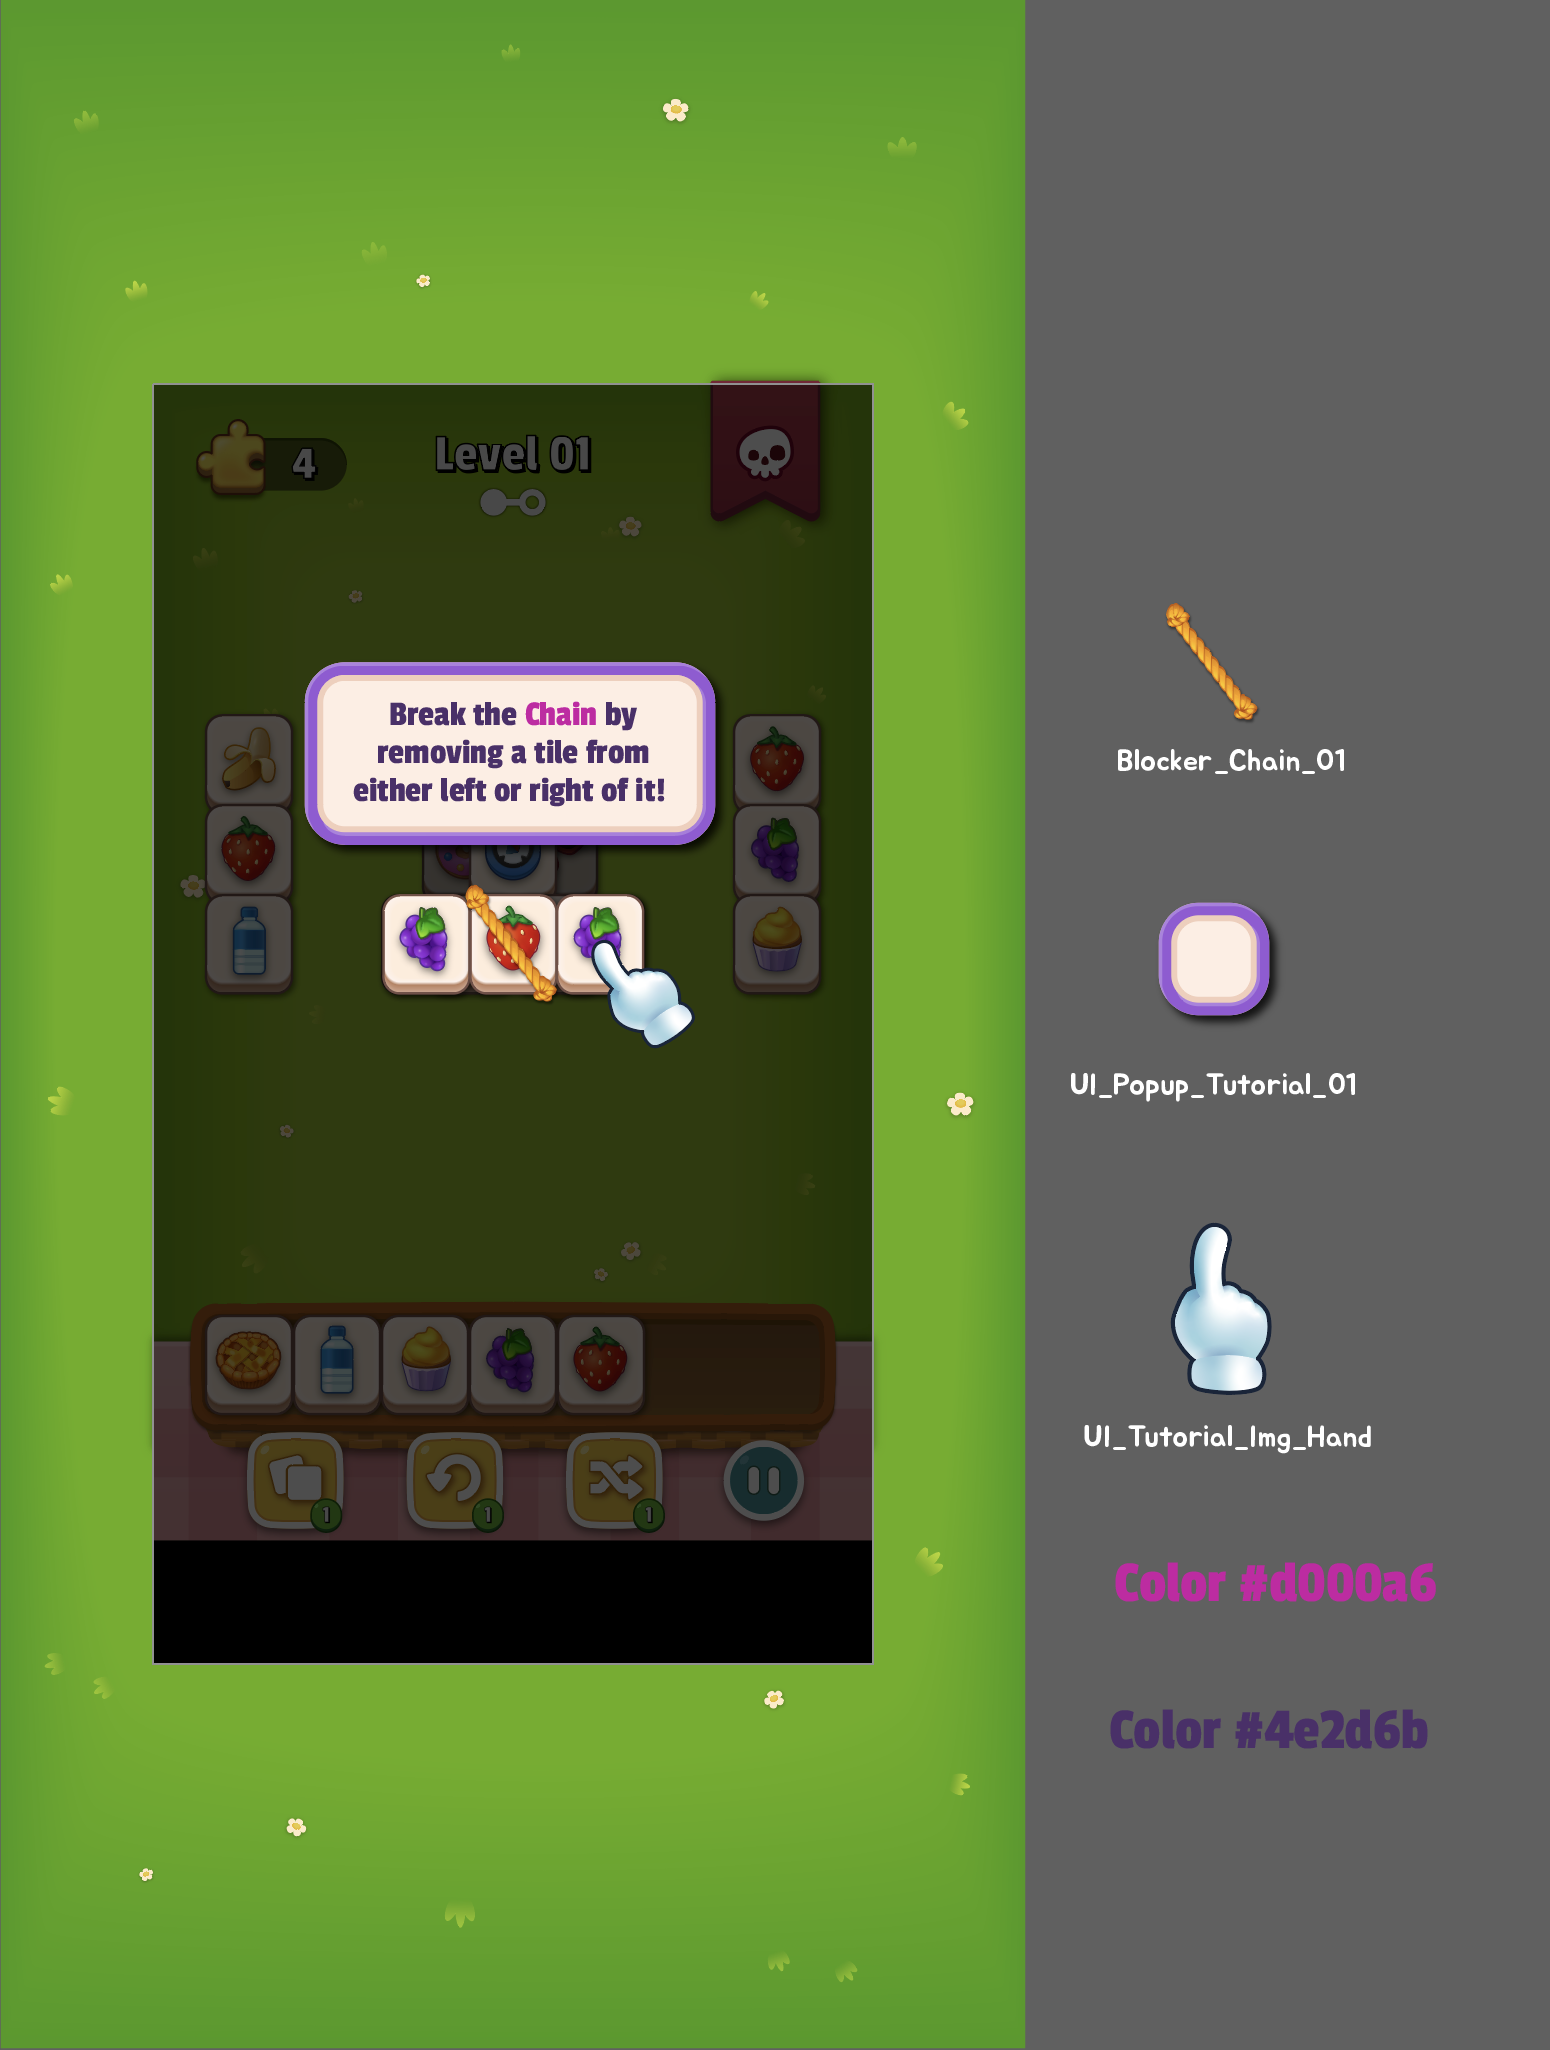 4
Level 01
Break the Chain by
removing a tile from
either left or right of it!
1
1
1
Blocker_Chain_01
UI_Popup_Tutorial_01
UI_Tutorial_Img_Hand
Color #d000a6
Color #4e2d6b